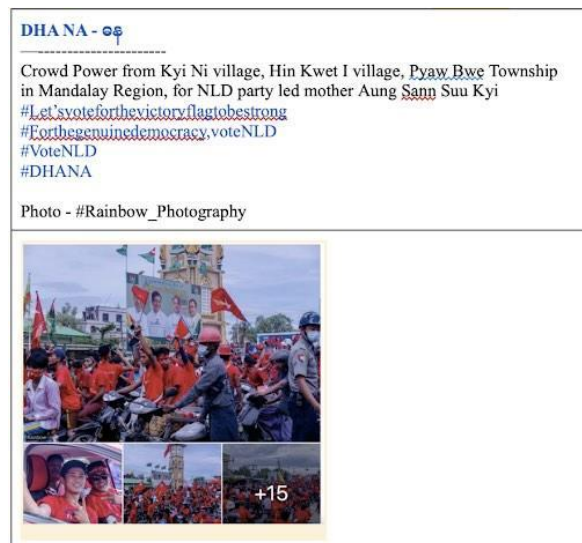 DHA NA - ဓန
Crowd Power from Kyi Ni village, Hin Kwet I village, Pyaw Bwe Township
in Mandalay Region, for NLD party led mother Aung Sann Suu Kyi
#Let'svoteforthevictoryflagtobestrong
#Forthegenuinedemocracy,voteNLD
#VoteNLD
#DHANA
Photo - #Rainbow_Photography
+15